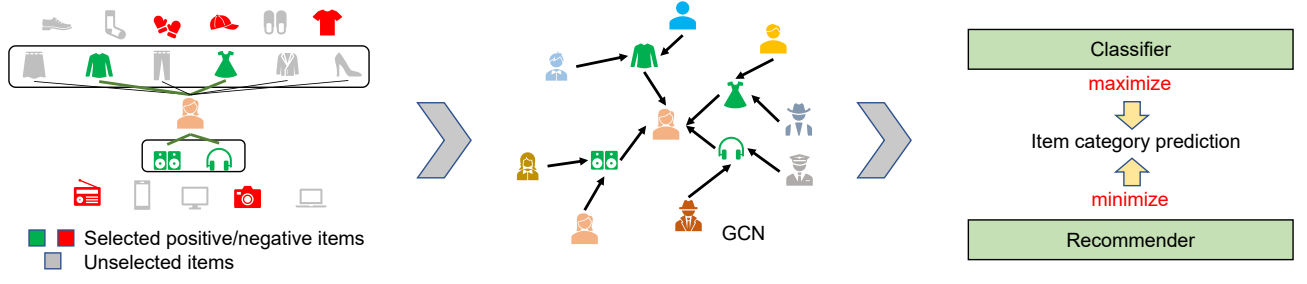 Selected positive/negative items
Unselected items
GCN
Classifier
maximize
Item category prediction
minimize
Recommender